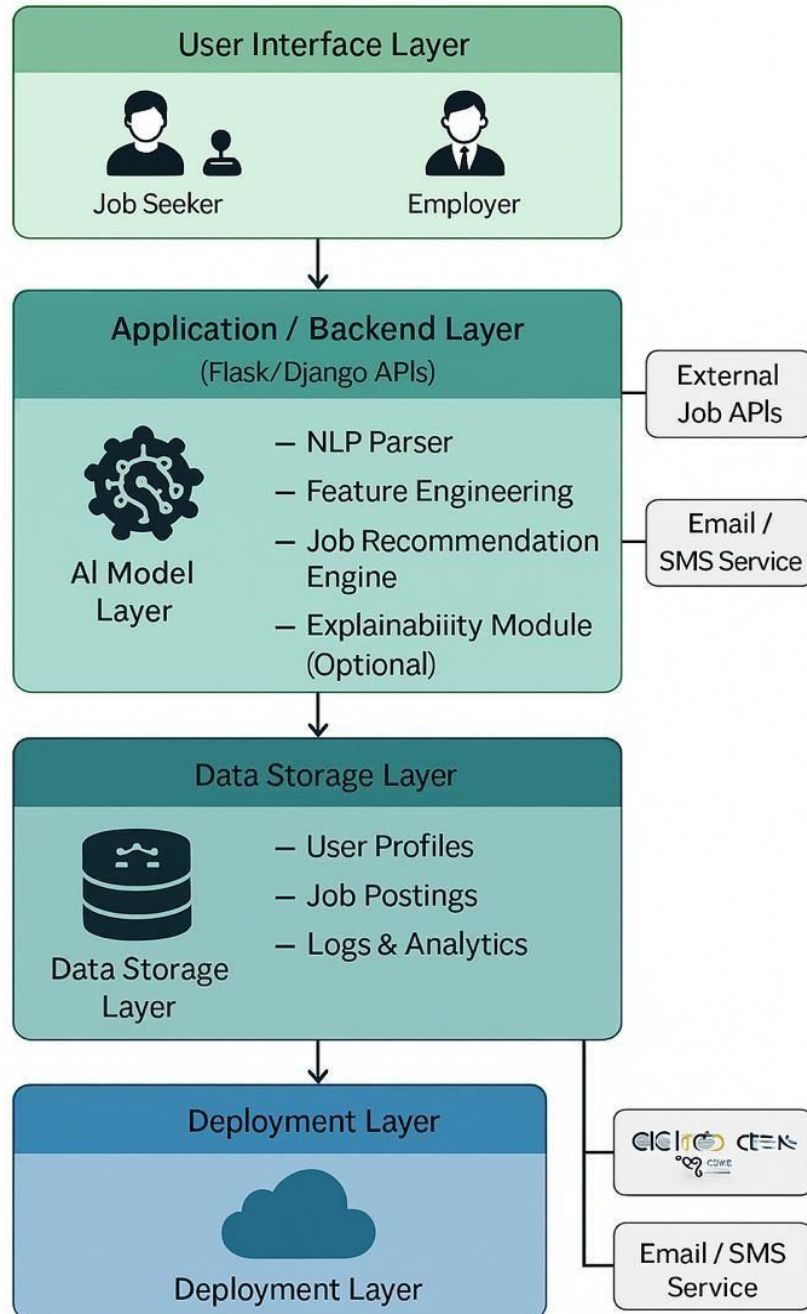 User Interface Layer
Job Seeker
Employer
Application / Backend Layer
(Flask/Django APIs)
External
Job APIs
AI Model
Layer
– NLP Parser
– Feature Engineering
– Job Recommendation
Engine
– Explainabiiity Module
(Optional)
Email /
SMS Service
Data Storage Layer
Data Storage
Layer
– User Profiles
– Job Postings
– Logs & Analytics
Deployment Layer
Deployment Layer
Email / SMS
Service